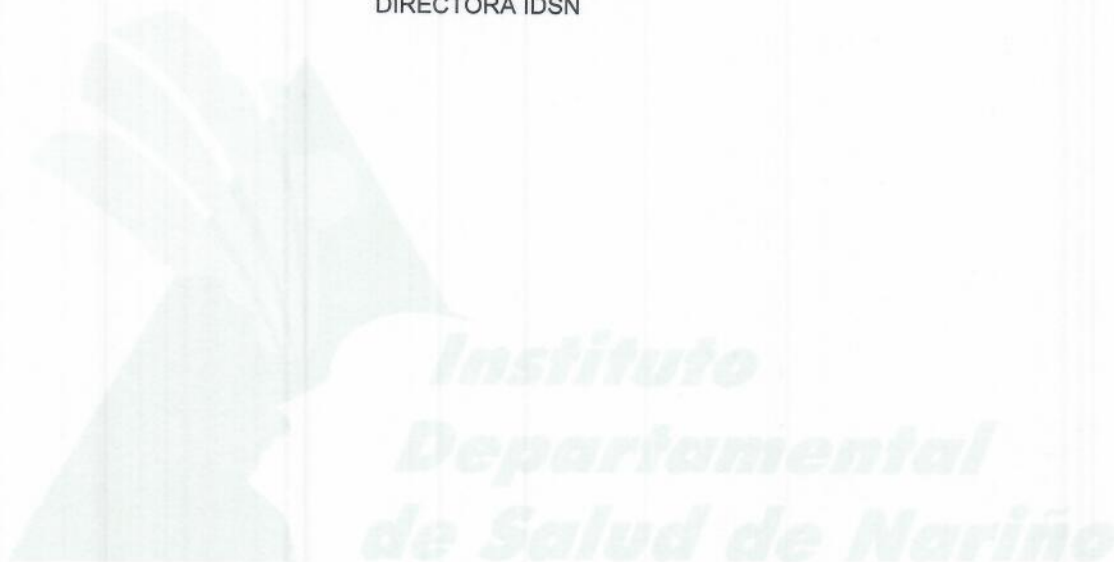 DIRECTORA IDSN
Instituto
Departamental
de Salud de Nariño